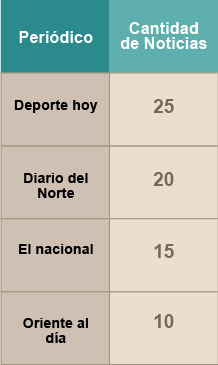 Periódico
Cantidad
de Noticias
Deporte hoy
25
Diario del
Norte
20
El nacional
15
Oriente al
día
10